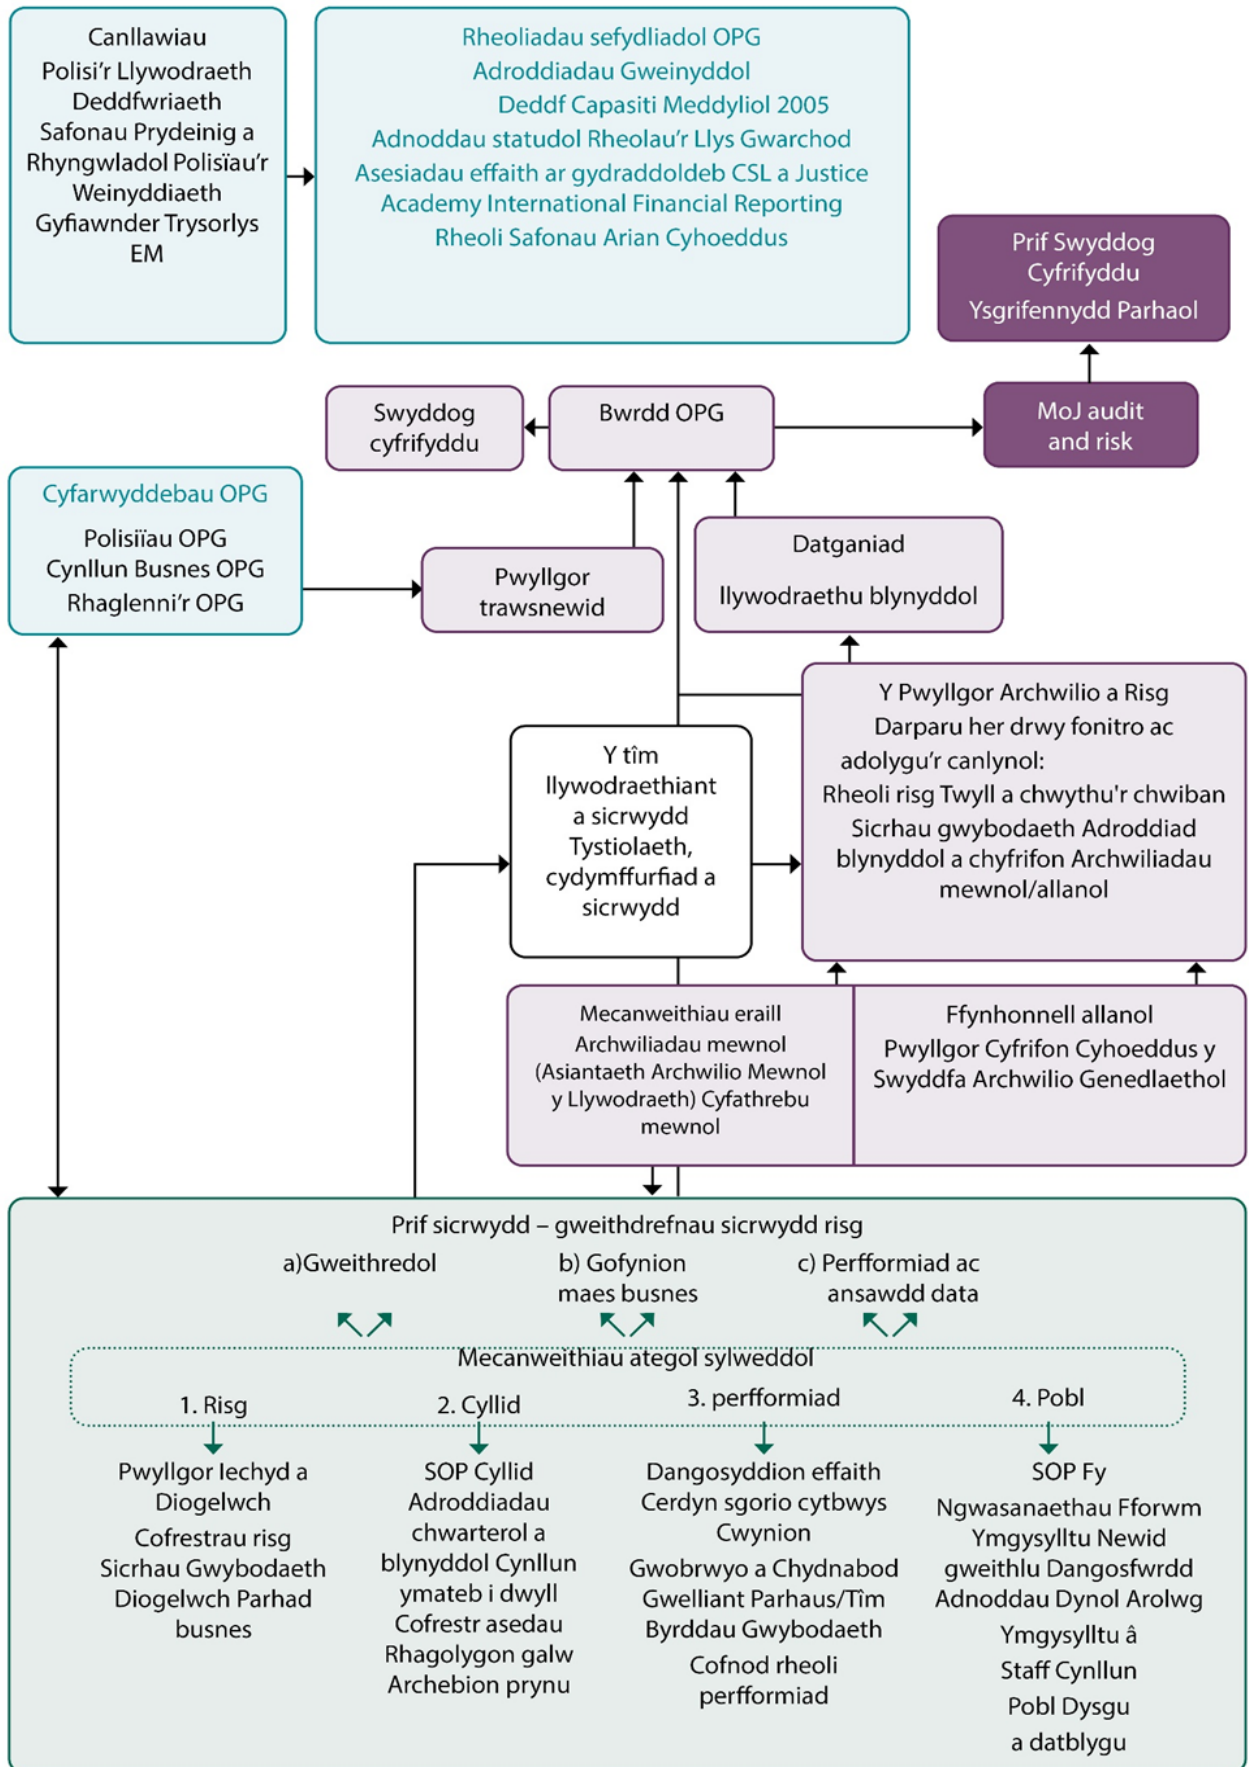 Canllawiau
Polisi’r Llywodraeth
Deddfwriaeth
Safonau Prydeinig a
Rhyngwladol Polisïau’r
Weinyddiaeth
Gyfiawnder Trysorlys
EM
Rheoliadau sefydliadol OPG
Adroddiadau Gweinyddol
Deddf Capasiti Meddyliol 2005
Adnoddau statudol Rheolau’r Llys Gwarchod
Asesiadau effaith ar gydraddoldeb CSL a Justice
Academy International Financial Reporting
Rheoli Safonau Arian Cyhoeddus
Prif Swyddog
Cyfrifyddu
Ysgrifennydd Parhaol
Swyddog
cyfrifyddu
Bwrdd OPG
MoJ audit
and risk
Cyfarwyddebau OPG
Polisiïau OPG
Cynllun Busnes OPG
Rhaglenni’r OPG
Pwyllgor
trawsnewid
Datganiad
llywodraethu blynyddol
Y tîm
llywodraethiant
a sicrwydd
Tystiolaeth,
cydymffurfiad a
sicrwydd
Y Pwyllgor Archwilio a Risg
Darparu her drwy fonitro ac
adolygu’r canlynol:
Rheoli risg Twyll a chwythu'r chwiban
Sicrhau gwybodaeth Adroddiad
blynyddol a chyfrifon Archwiliadau
mewnol/allanol
Mecanweithiau eraill
Archwiliadau mewnol
(Asiantaeth Archwilio Mewnol
y Llywodraeth) Cyfathrebu
mewnol
Ffynhonnell allanol
Pwyllgor Cyfrifon Cyhoeddus y
Swyddfa Archwilio Genedlaethol
Prif sicrwydd – gweithdrefnau sicrwydd risg
a)Gweithredol
b) Gofynion
maes busnes
c) Perfformiad ac
ansawdd data
Mecanweithiau ategol sylweddol
1. Risg
2. Cyllid
3. perfformiad
4. Pobl
Pwyllgor Iechyd a
Diogelwch
Cofrestrau risg
Sicrhau Gwybodaeth
Diogelwch Parhad
busnes
SOP Cyllid
Adroddiadau
chwarterol a
blynyddol Cynllun
ymateb i dwyll
Cofrestr asedau
Rhagolygon galw
Archebion prynu
Dangosyddion effaith
Cerdyn sgorio cytbwys
Cwynion
Gwobrwyo a Chydnabod
Gwelliant Parhaus/Tîm
Byrddau Gwybodaeth
Cofnod rheoli
perfformiad
SOP Fy
Ngwasanaethau Fforwm
Ymgysylltu Newid
gweithlu Dangosfwrdd
Adnoddau Dynol Arolwg
Ymgysylltu â
Staff Cynllun
Pobl Dysgu
a datblygu